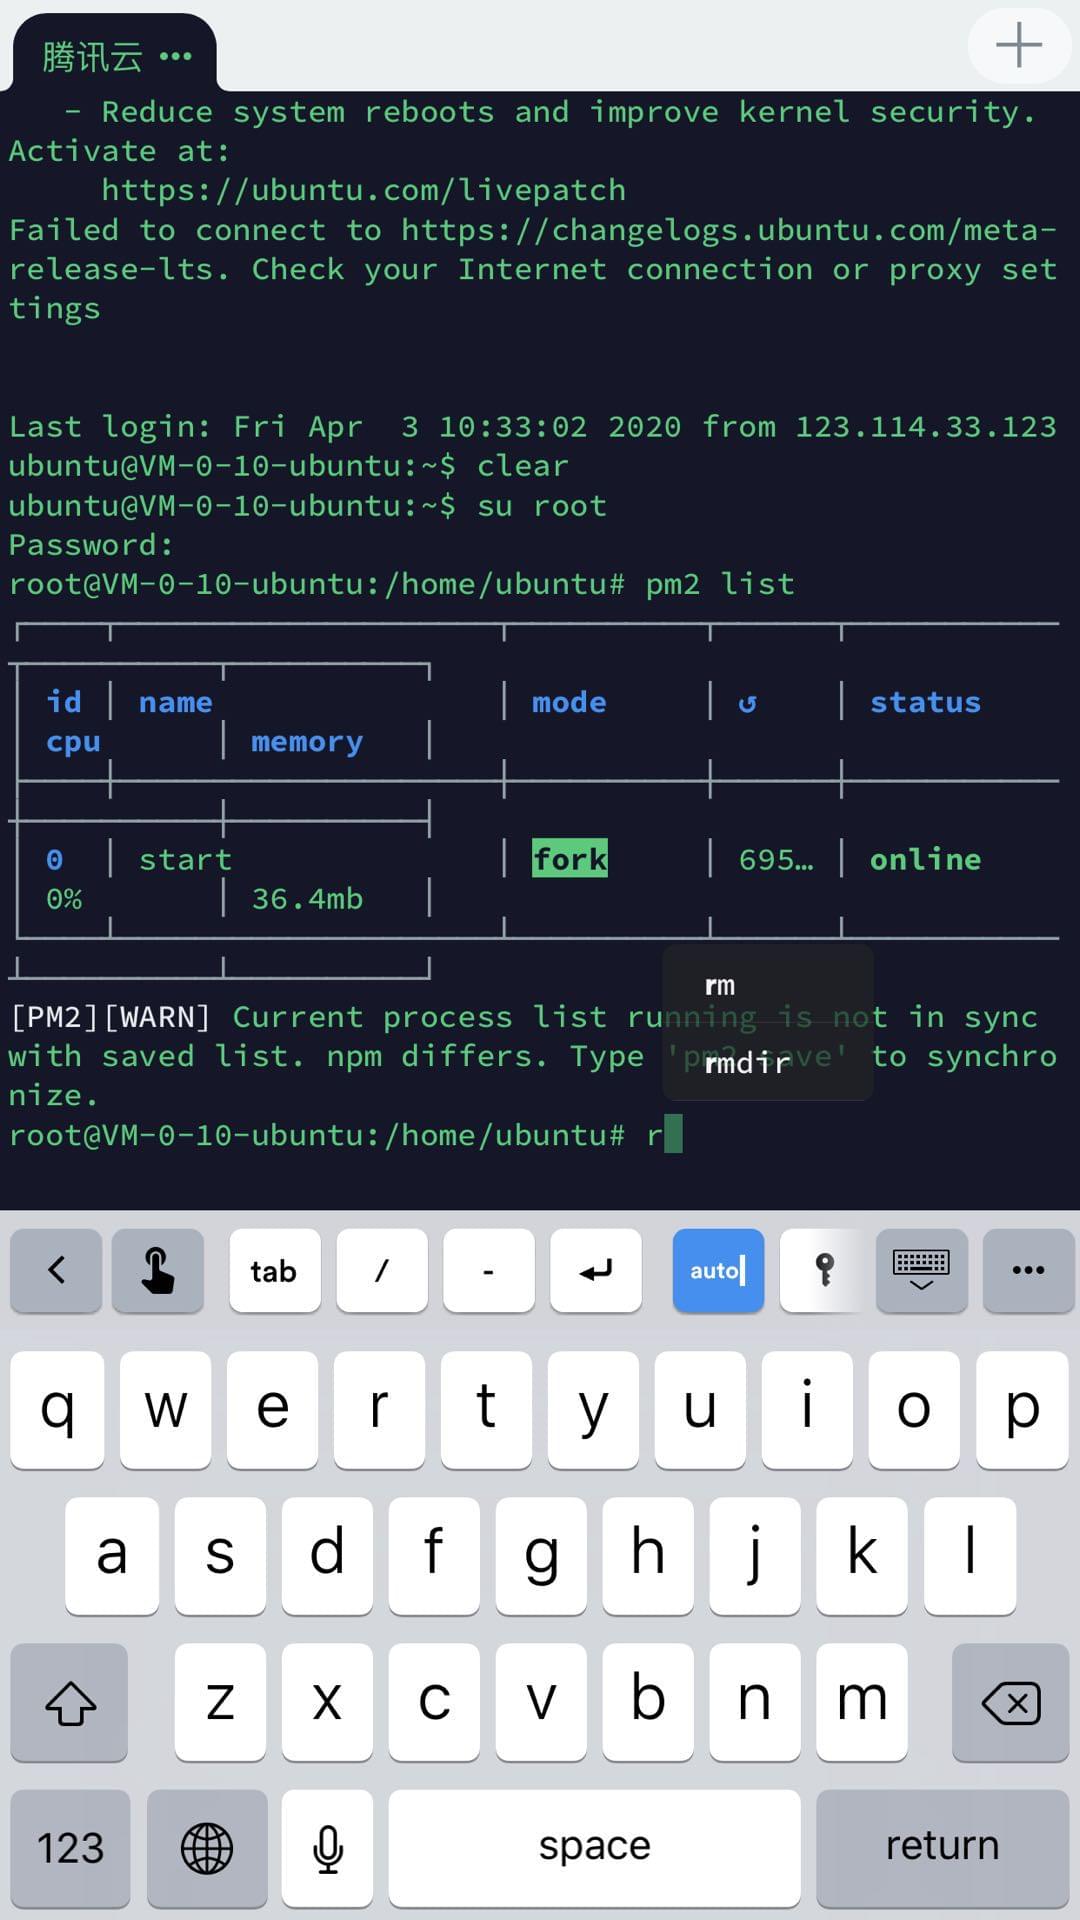 腾讯云 •••
- Reduce system reboots and improve kernel security.
Activate at:
https://ubuntu.com/livepatch
Failed to connect to https://changelogs.ubuntu.com/meta-
release-lts. Check your Internet connection or proxy set
tings
Last login: Fri Apr  3 10:33:02 2020 from 123.114.33.123
ubuntu@VM-0-10-ubuntu:~$ clear
ubuntu@VM-0-10-ubuntu:~$ su root
Password:
root@VM-0-10-ubuntu:/home/ubuntu# pm2 list
id │ name │ mode │ ↺ │ status
cpu │ memory │
0 │ start │ fork │ 695… │ online
0% │ 36.4mb │
rm
[PM2][WARN] Current process list running is not in sync
with saved list. npm differs. Type 'pm2 save' to synchro
rmdir
nize.
root@VM-0-10-ubuntu:/home/ubuntu# r
tab / - auto •••
q w e r t y u i o p
a s d f g h j k l
z x c v b n m
123 space return